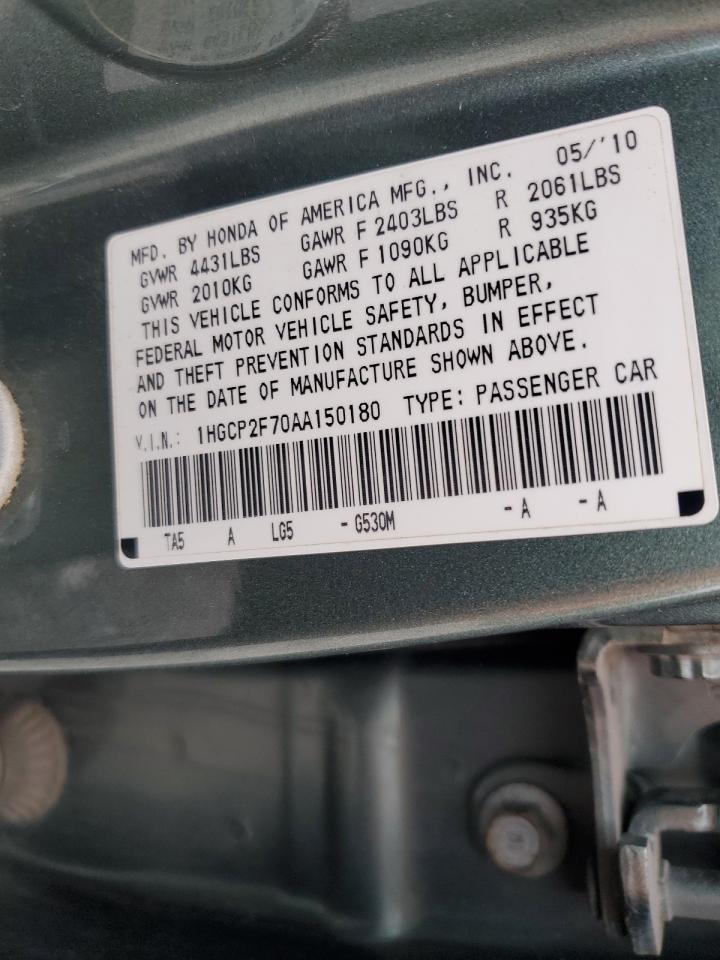 MFD. BY HONDA OF AMERICA MFG., INC. 05/'10
GVWR 4431LBS GAWR F 2403LBS R 2061LBS
GVWR 2010KG GAWR F 1090KG R 935KG
THIS VEHICLE CONFORMS TO ALL APPLICABLE
FEDERAL MOTOR VEHICLE SAFETY, BUMPER,
AND THEFT PREVENTION STANDARDS IN EFFECT
ON THE DATE OF MANUFACTURE SHOWN ABOVE.
V.I.N.: 1HGCP2F70AA150180 TYPE: PASSENGER CAR
TA5 A LG5 -G530M -A -A